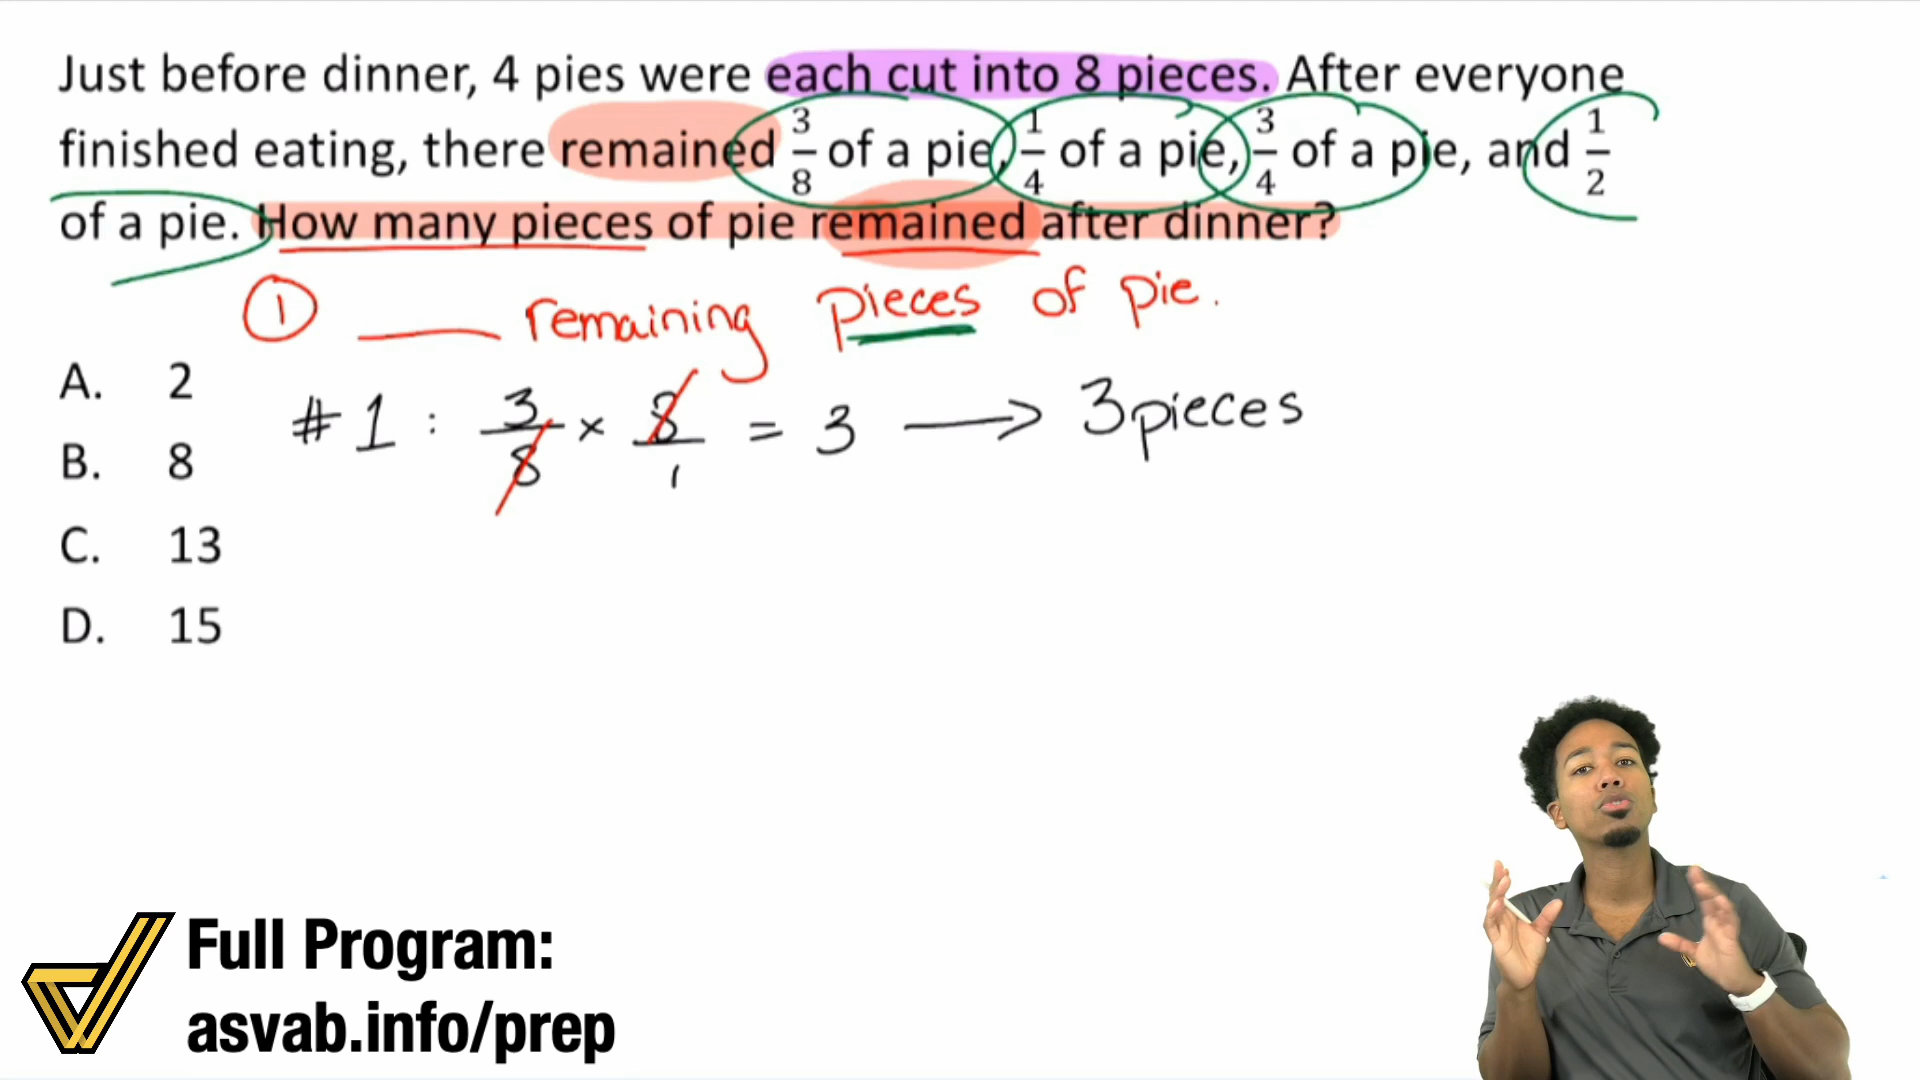 Just before dinner, 4 pies were each cut into 8 pieces. After everyone
finished eating, there remained 3/8 of a pie, 1/4 of a pie, 3/4 of a pie, and 1/2
of a pie. How many pieces of pie remained after dinner?
1 ____ remaining pieces of pie.
A. 2
#1 : 3/8 × 8/1 = 3 → 3 pieces
B. 8
C. 13
D. 15
Full Program:
asvab.info/prep